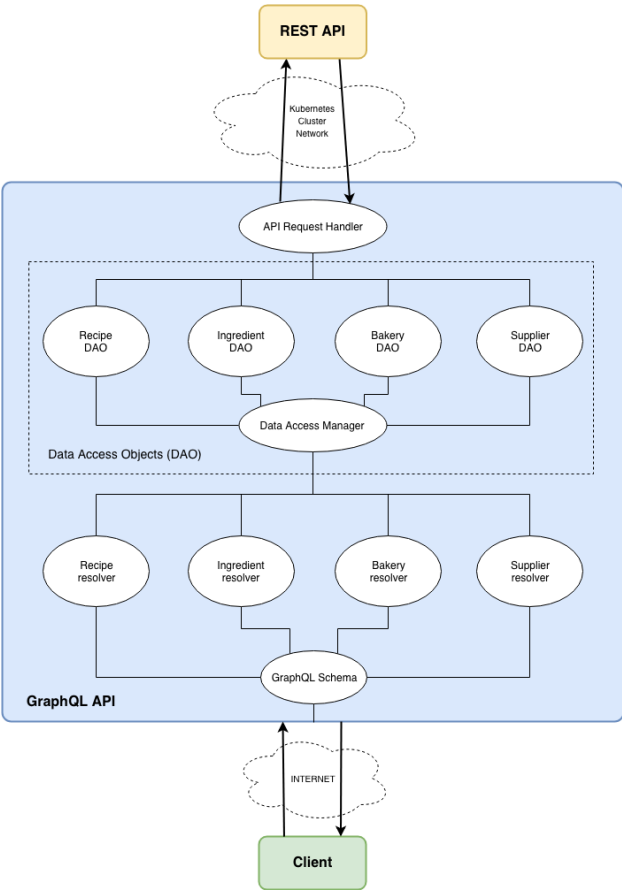 REST API
Kubernetes
Cluster
Network
API Request Handler
Recipe
DAO
Ingredient
DAO
Bakery
DAO
Supplier
DAO
Data Access Manager
Data Access Objects (DAO)
Recipe
resolver
Ingredient
resolver
Bakery
resolver
Supplier
resolver
GraphQL Schema
GraphQL API
INTERNET
Client